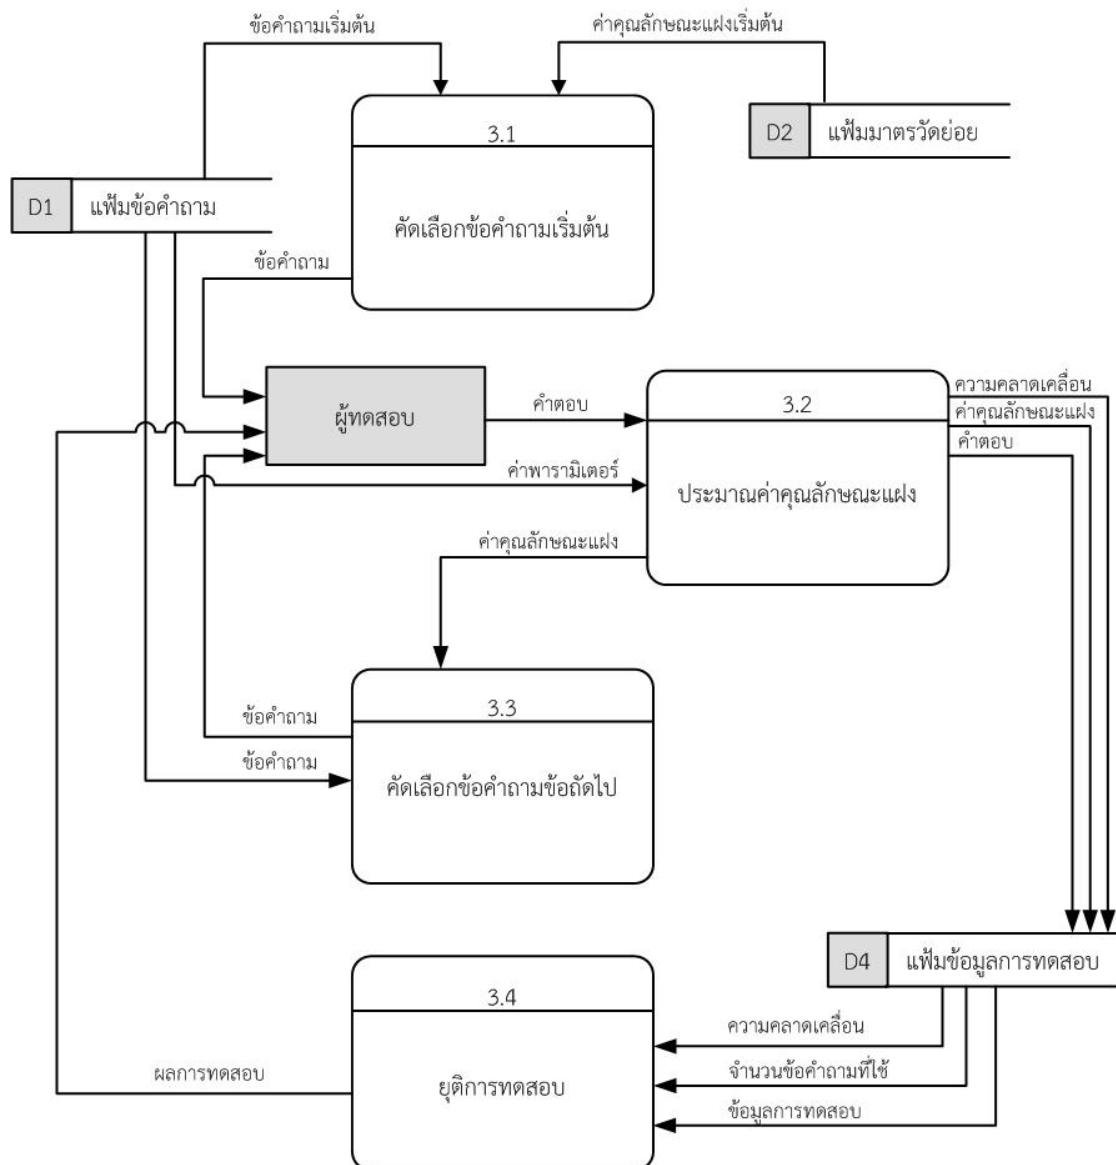 ข้อคำถามเริ่มต้น
ค่าคุณลักษณะแฝงเริ่มต้น
3.1
D2 แฟ้มมาตรวัดย่อย
D1 แฟ้มข้อคำถาม
คัดเลือกข้อคำถามเริ่มต้น
ข้อคำถาม
ผู้ทดสอบ
คำตอบ
3.2
ความคลาดเคลื่อน
ค่าคุณลักษณะแฝง
คำตอบ
ค่าพารามิเตอร์
ประมาณค่าคุณลักษณะแฝง
ค่าคุณลักษณะแฝง
3.3
ข้อคำถาม
ข้อคำถาม
คัดเลือกข้อคำถามข้อถัดไป
D4 แฟ้มข้อมูลการทดสอบ
3.4
ความคลาดเคลื่อน
ผลการทดสอบ
ยุติการทดสอบ
จำนวนข้อคำถามที่ใช้
ข้อมูลการทดสอบ